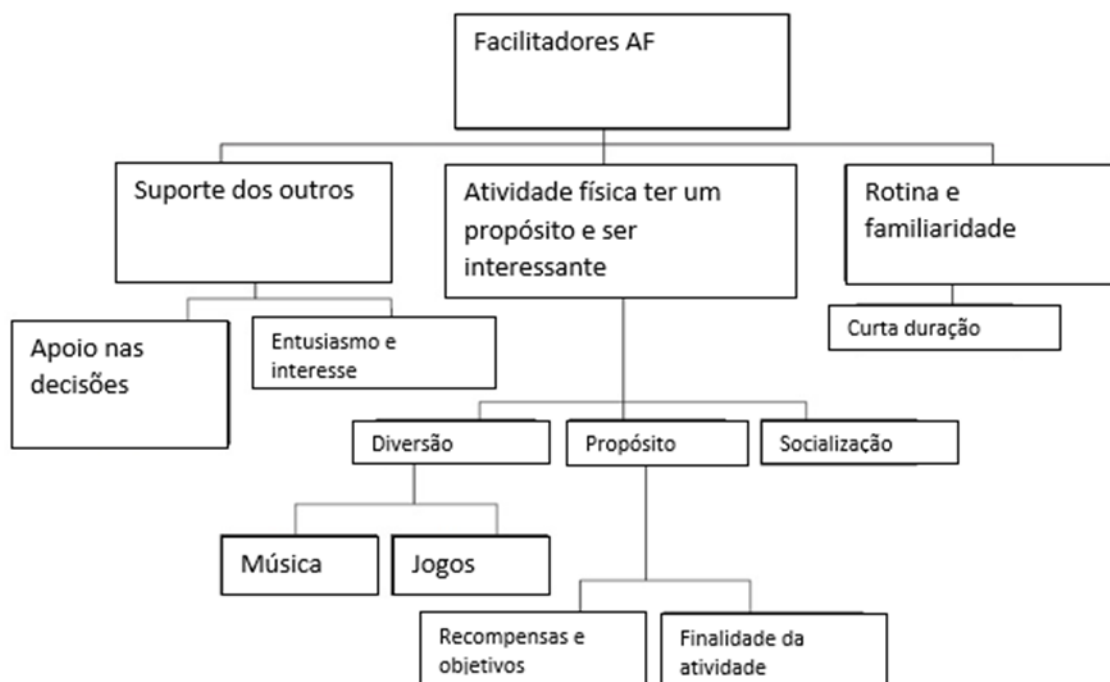 Facilitadores AF
Suporte dos outros
Atividade física ter um
propósito e ser
interessante
Rotina e
familiaridade
Apoio nas
decisões
Entusiasmo e
interesse
Curta duração
Diversão
Propósito
Socialização
Música
Jogos
Recompensas e
objetivos
Finalidade da
atividade